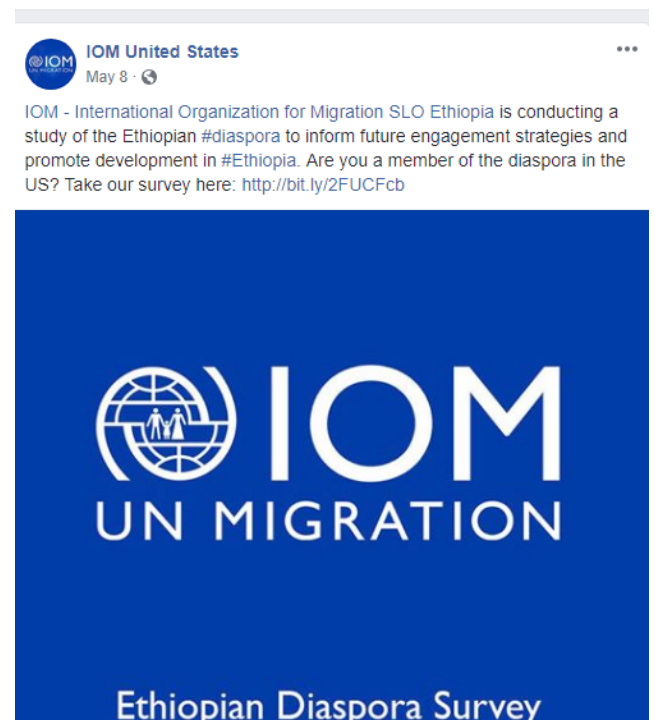 IOM United States
May 8 ·
IOM - International Organization for Migration SLO Ethiopia is conducting a
study of the Ethiopian #diaspora to inform future engagement strategies and
promote development in #Ethiopia. Are you a member of the diaspora in the
US? Take our survey here: http://bit.ly/2FUCFcb
IOM
UN MIGRATION
Ethiopian Diaspora Survey